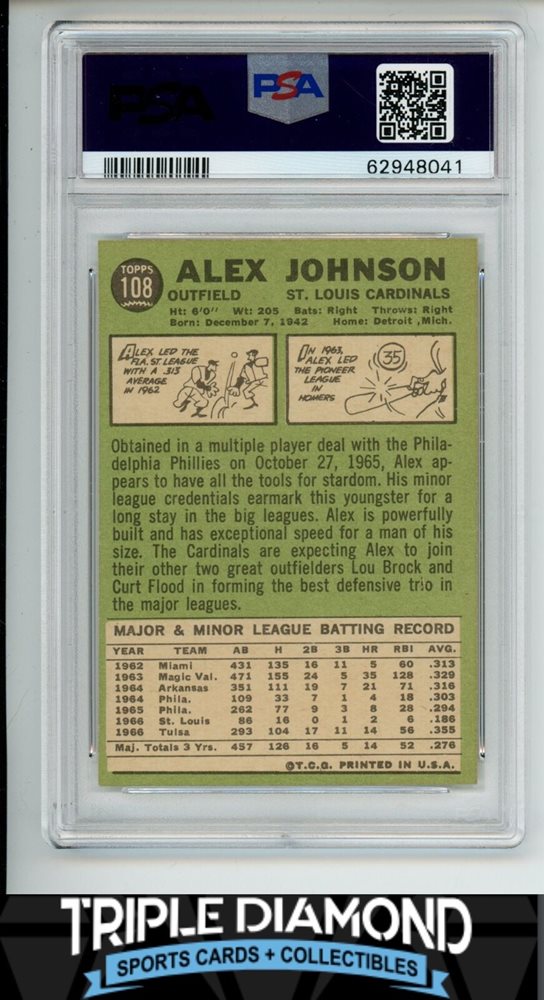 PSA
PSA
62948041
TOPPS
108
ALEX JOHNSON
OUTFIELD ST. LOUIS CARDINALS
Ht: 6'0" Wt: 205 Bats: Right Throws: Right
Born: December 7, 1942 Home: Detroit ,Mich.
ALEX LED THE
FLA. ST. LEAGUE
WITH A .313
AVERAGE
IN 1962
IN 1963,
ALEX LED
THE PIONEER
LEAGUE
IN
HOMERS
35
Obtained in a multiple player deal with the Phila-
delphia Phillies on October 27, 1965, Alex ap-
pears to have all the tools for stardom. His minor
league credentials earmark this youngster for a
long stay in the big leagues. Alex is powerfully
built and has exceptional speed for a man of his
size. The Cardinals are expecting Alex to join
their other two great outfielders Lou Brock and
Curt Flood in forming the best defensive trio in
the major leagues.
MAJOR & MINOR LEAGUE BATTING RECORD
YEAR TEAM AB H 2B 3B HR RBI AVG.
1962 Miami 431 135 16 11 5 60 .313
1963 Magic Val. 471 155 24 5 35 128 .329
1964 Arkansas 351 111 19 7 21 71 .316
1964 Phila. 109 33 7 1 4 18 .303
1965 Phila. 262 77 9 3 8 28 .294
1966 St. Louis 86 16 0 1 2 6 .186
1966 Tulsa 293 104 17 11 14 56 .355
Maj. Totals 3 Yrs. 457 126 16 5 14 52 .276
©T.C.G. PRINTED IN U.S.A.
TRIPLE DIAMOND
SPORTS CARDS + COLLECTIBLES